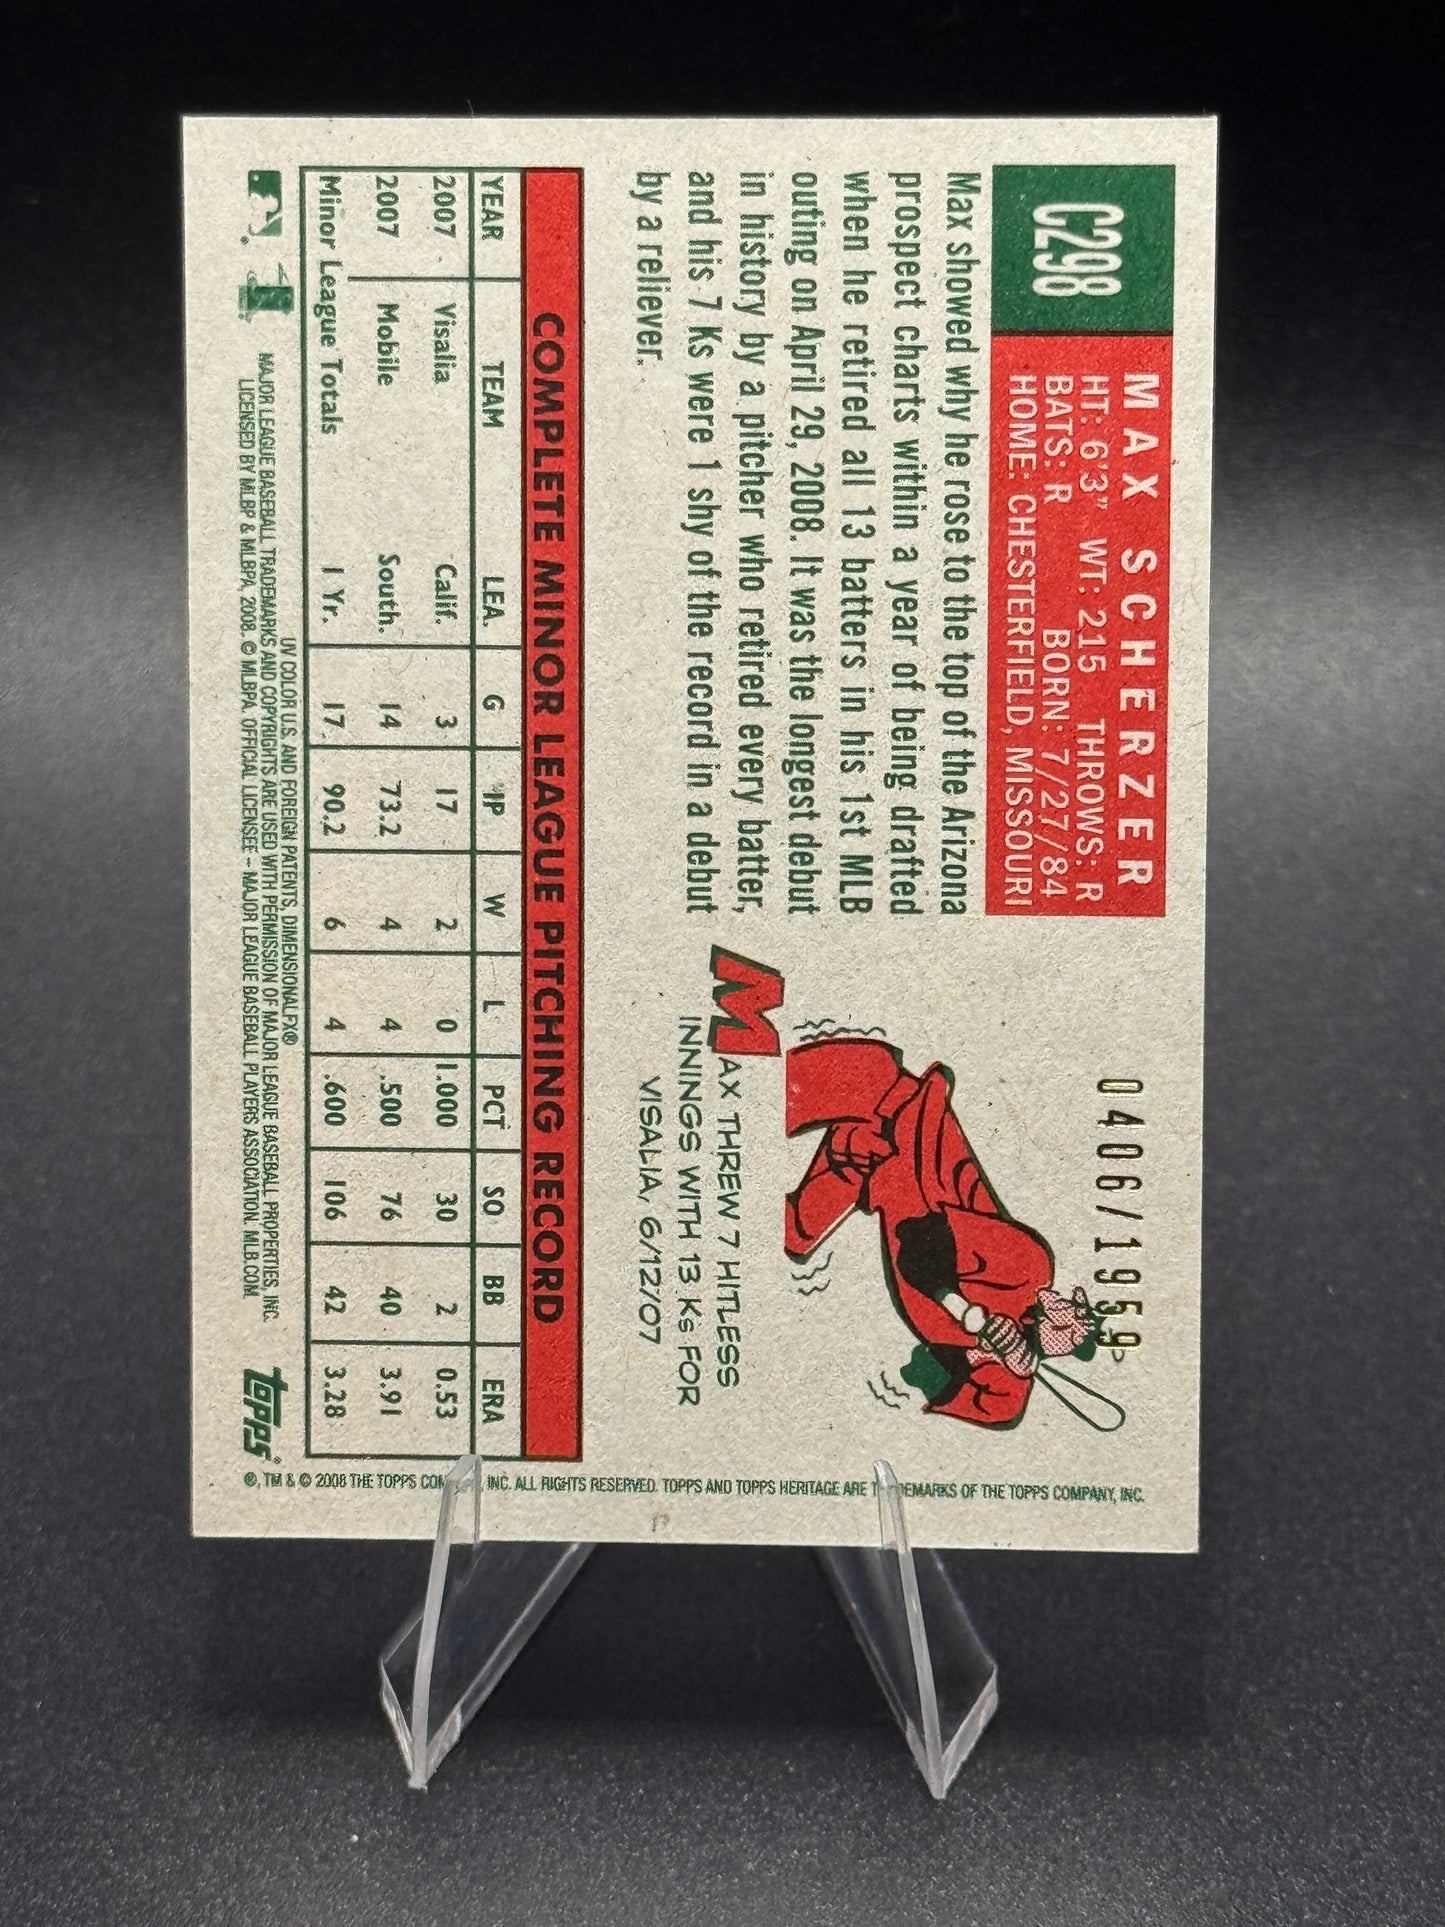 C298
MAX SCHERZER
HT: 6'3" WT: 215 THROWS: R
BATS: R BORN: 7/27/84
HOME: CHESTERFIELD, MISSOURI
0406/1959
Max showed why he rose to the top of the Arizona
prospect charts within a year of being drafted
when he retired all 13 batters in his 1st MLB
outing on April 29, 2008. It was the longest debut
in history by a pitcher who retired every batter,
and his 7 Ks were 1 shy of the record in a debut
by a reliever.
MAX THREW 7 HITLESS
INNINGS WITH 13 Ks FOR
VISALIA, 6/12/07
COMPLETE MINOR LEAGUE PITCHING RECORD
YEAR TEAM LEA. G IP W L PCT SO BB ERA
2007 Visalia Calif. 3 17 2 0 1.000 30 2 0.53
2007 Mobile South. 14 73.2 4 4 .500 76 40 3.91
Minor League Totals 1 Yr. 17 90.2 6 4 .600 106 42 3.28
UV COLOR U.S. AND FOREIGN PATENTS, DIMENSIONALFX®
MAJOR LEAGUE BASEBALL TRADEMARKS AND COPYRIGHTS ARE USED WITH PERMISSION OF MAJOR LEAGUE BASEBALL PROPERTIES, INC.
LICENSED BY MLBP & MLBPA, 2008. © MLBPA. OFFICIAL LICENSEE – MAJOR LEAGUE BASEBALL PLAYERS ASSOCIATION. MLB.COM.
topps
®, TM & © 2008 THE TOPPS COMPANY, INC. ALL RIGHTS RESERVED. TOPPS AND TOPPS HERITAGE ARE TRADEMARKS OF THE TOPPS COMPANY, INC.